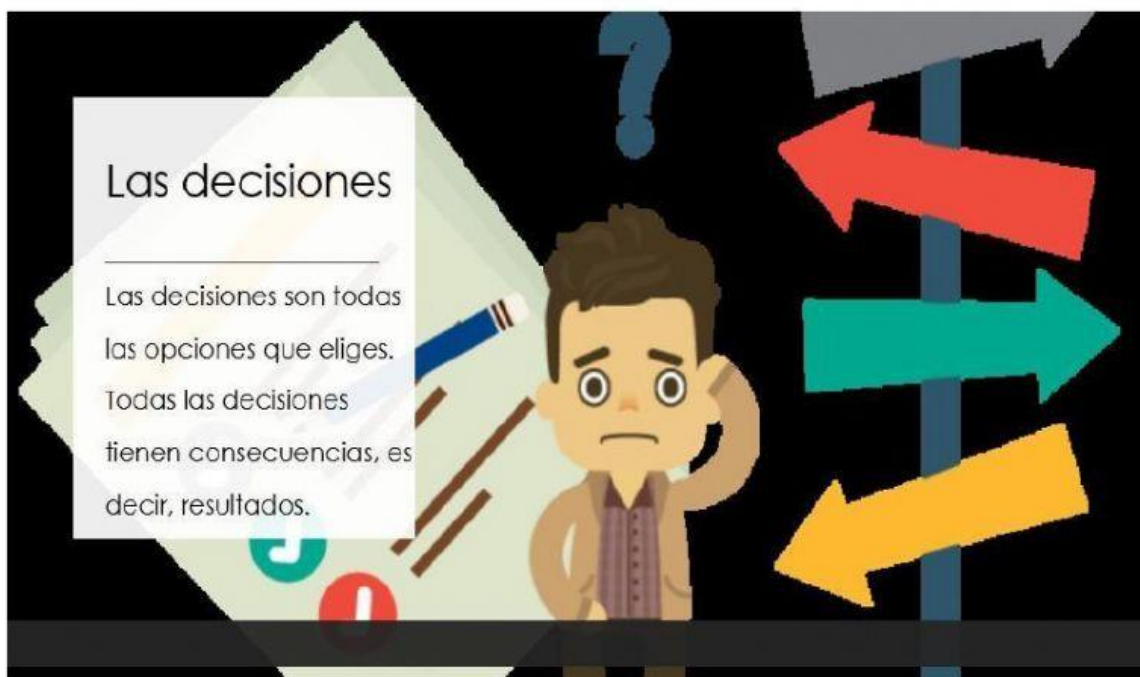 ?
Las decisiones
Las decisiones son todas
las opciones que eliges.
Todas las decisiones
tienen consecuencias, es
decir, resultados.